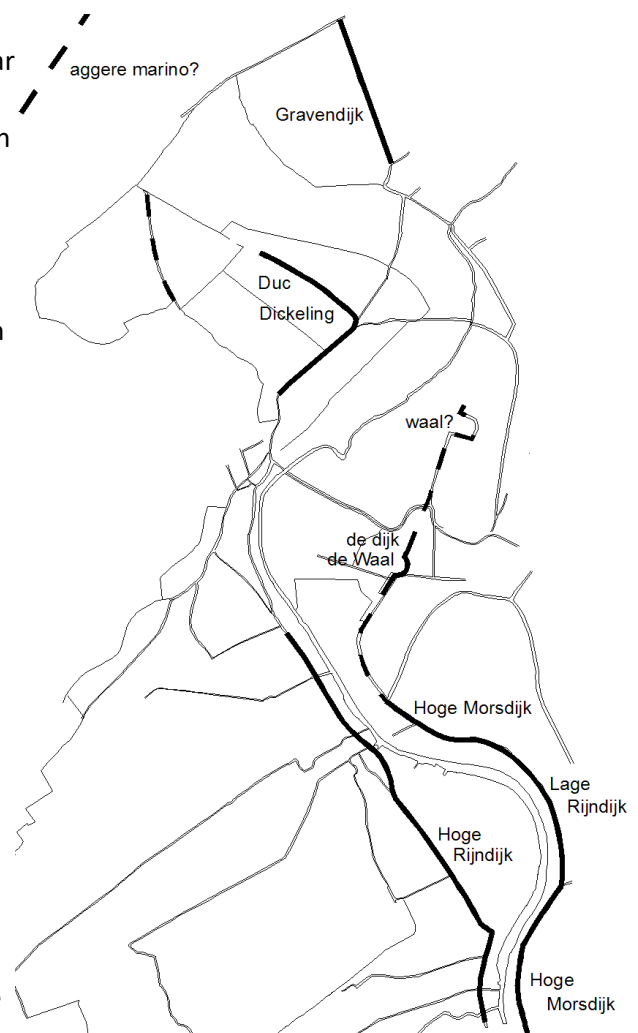 aggere marino?
Gravendijk
Duc
Dickeling
waal?
de dijk
de Waal
Hoge Morsdijk
Lage
Rijndijk
Hoge
Rijndijk
Hoge
Morsdijk